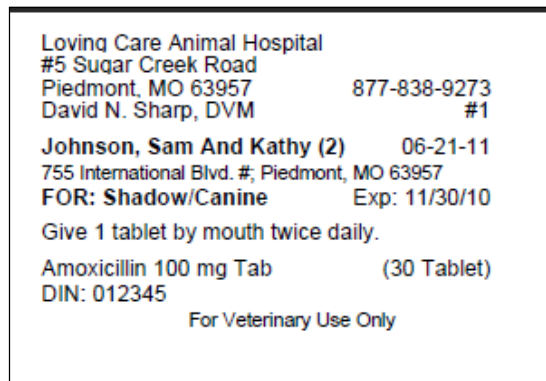 Loving Care Animal Hospital
#5 Sugar Creek Road
Piedmont, MO 63957 877-838-9273
David N. Sharp, DVM #1
Johnson, Sam And Kathy (2) 06-21-11
755 International Blvd. #; Piedmont, MO 63957
FOR: Shadow/Canine Exp: 11/30/10
Give 1 tablet by mouth twice daily.
Amoxicillin 100 mg Tab (30 Tablet)
DIN: 012345
For Veterinary Use Only